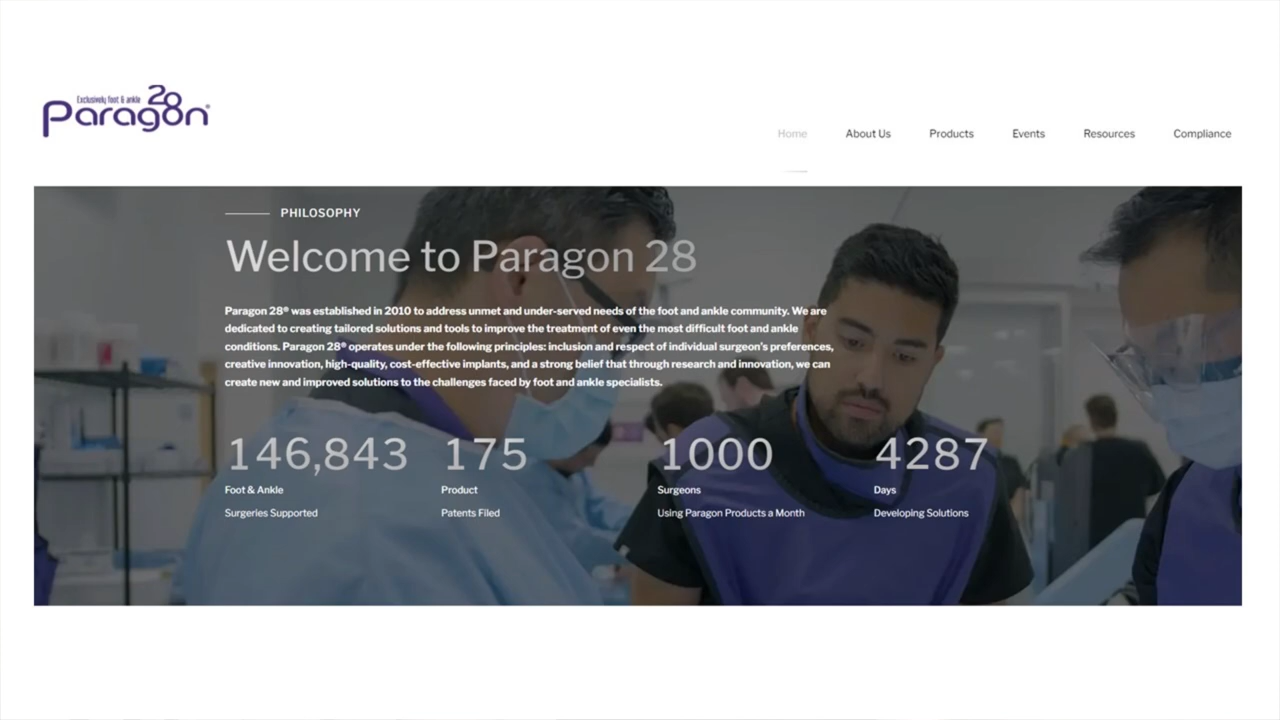 Exclusively foot & ankle
Paragon 28®
Home About Us Products Events Resources Compliance
PHILOSOPHY
Welcome to Paragon 28
Paragon 28® was established in 2010 to address unmet and under-served needs of the foot and ankle community. We are
dedicated to creating tailored solutions and tools to improve the treatment of even the most difficult foot and ankle
conditions. Paragon 28® operates under the following principles: inclusion and respect of individual surgeon's preferences,
creative innovation, high-quality, cost-effective implants, and a strong belief that through research and innovation, we can
create new and improved solutions to the challenges faced by foot and ankle specialists.
146,843 175 1000 4287
Foot & Ankle Product Surgeons Days
Surgeries Supported Patents Filed Using Paragon Products a Month Developing Solutions